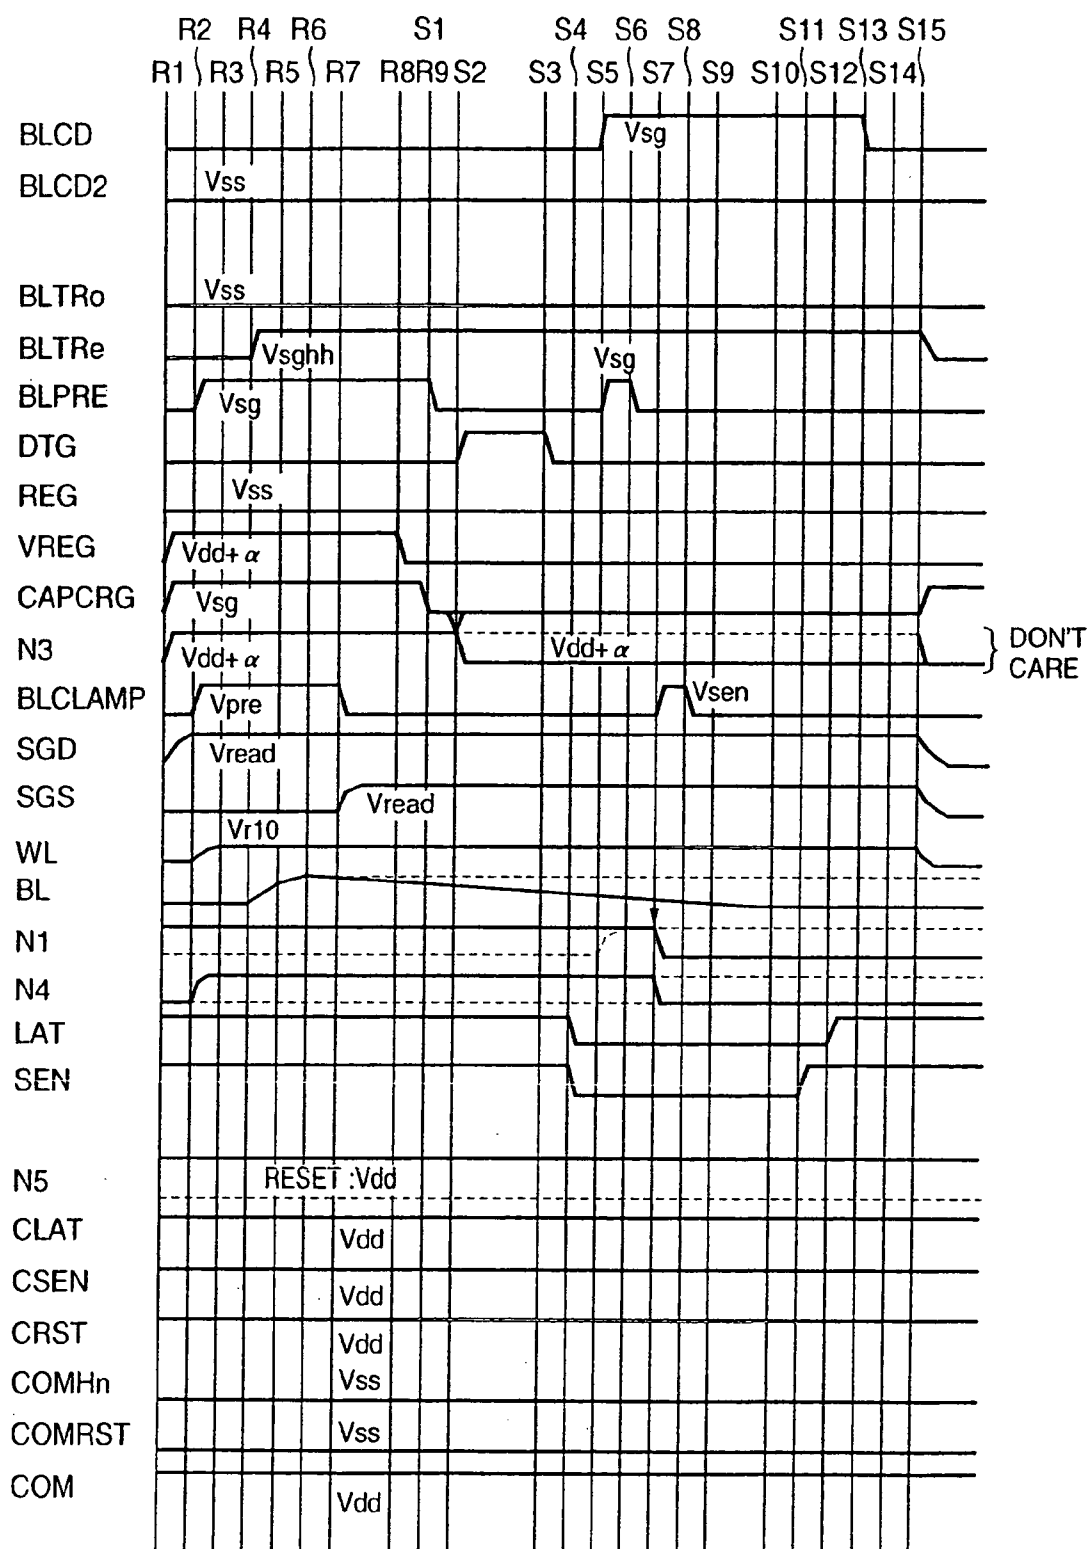 R2 R4 R6 S1 S4 S6 S8 S11 S13 S15
R1 R3 R5 R7 R8 R9 S2 S3 S5 S7 S9 S10 S12 S14
BLCD Vsg
BLCD2 Vss
BLTRo Vss
BLTRe Vsghh Vsg
BLPRE Vsg
DTG
REG Vss
VREG Vdd+α
CAPCRG Vsg
N3 Vdd+α Vdd+α DON'T
CARE
BLCLAMP Vpre Vsen
SGD Vread
SGS Vread
WL Vr10
BL
N1
N4
LAT
SEN
N5 RESET :Vdd
CLAT Vdd
CSEN Vdd
CRST Vdd
COMHn Vss
COMRST Vss
COM Vdd